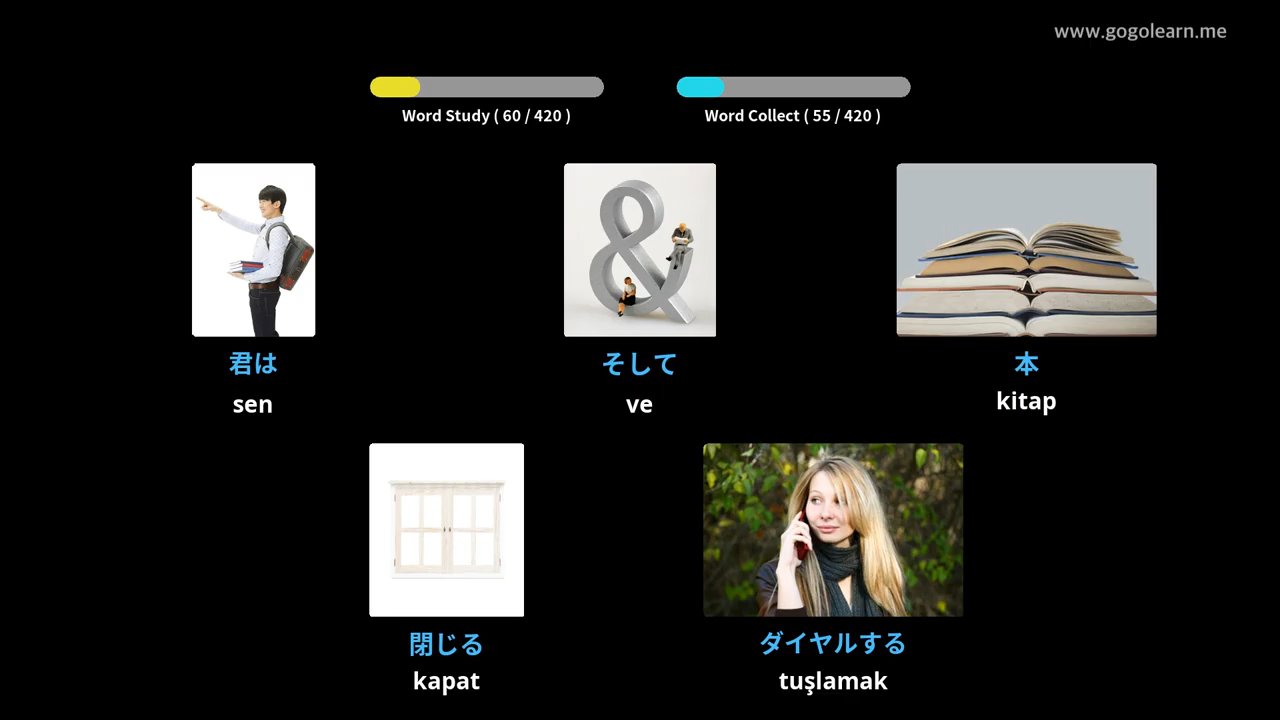 www.gogolearn.me
Word Study ( 60 / 420 )
Word Collect ( 55 / 420 )
君は
sen
そして
ve
本
kitap
閉じる
kapat
ダイヤルする
tuşlamak